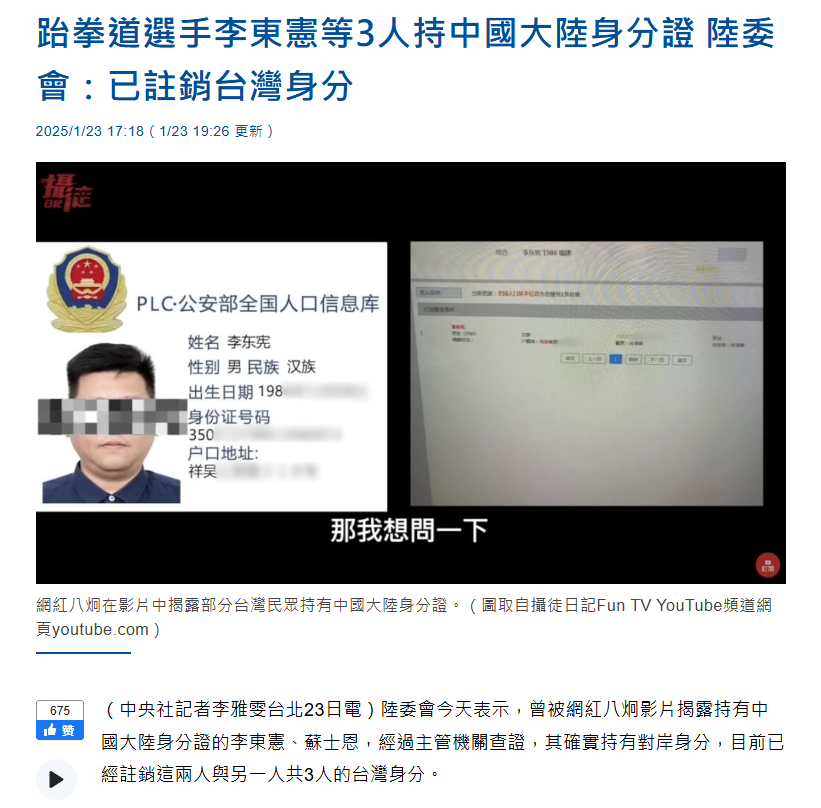 跆拳道選手李東憲等3人持中國大陸身分證 陸委
會：已註銷台灣身分
2025/1/23 17:18（1/23 19:26 更新）
攝徒
日記
PLC·公安部全国人口信息库
姓名 李东宪
性别 男 民族 汉族
出生日期 198
身份证号码
350
户口地址:
祥吴
那我想問一下
訂閱
網紅八炯在影片中揭露部分台灣民眾持有中國大陸身分證。（圖取自攝徒日記Fun TV YouTube頻道網
頁youtube.com）
675
赞
（中央社記者李雅雯台北23日電）陸委會今天表示，曾被網紅八炯影片揭露持有中
國大陸身分證的李東憲、蘇士恩，經過主管機關查證，其確實持有對岸身分，目前已
經註銷這兩人與另一人共3人的台灣身分。